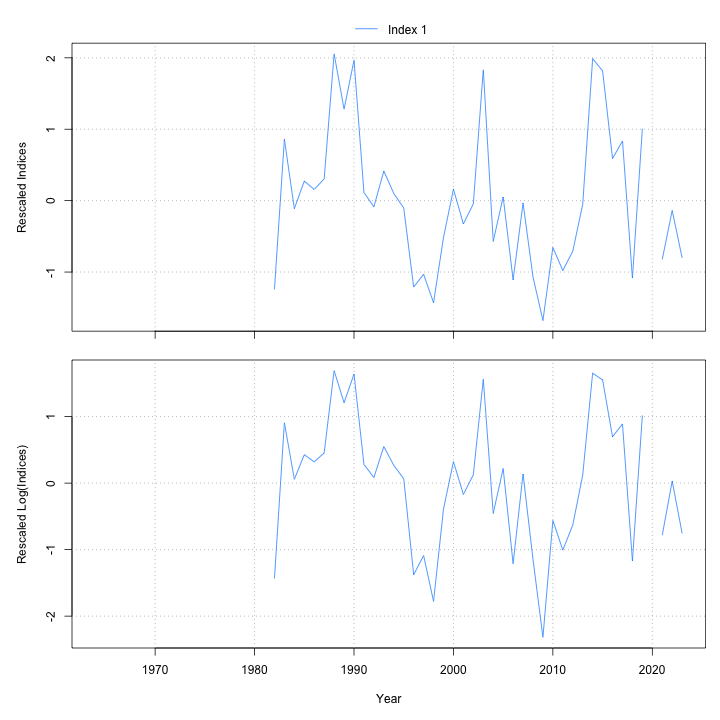 Index 1
Rescaled Indices
2
1
0
-1
Rescaled Log(Indices)
1
0
-1
-2
1970 1980 1990 2000 2010 2020
Year